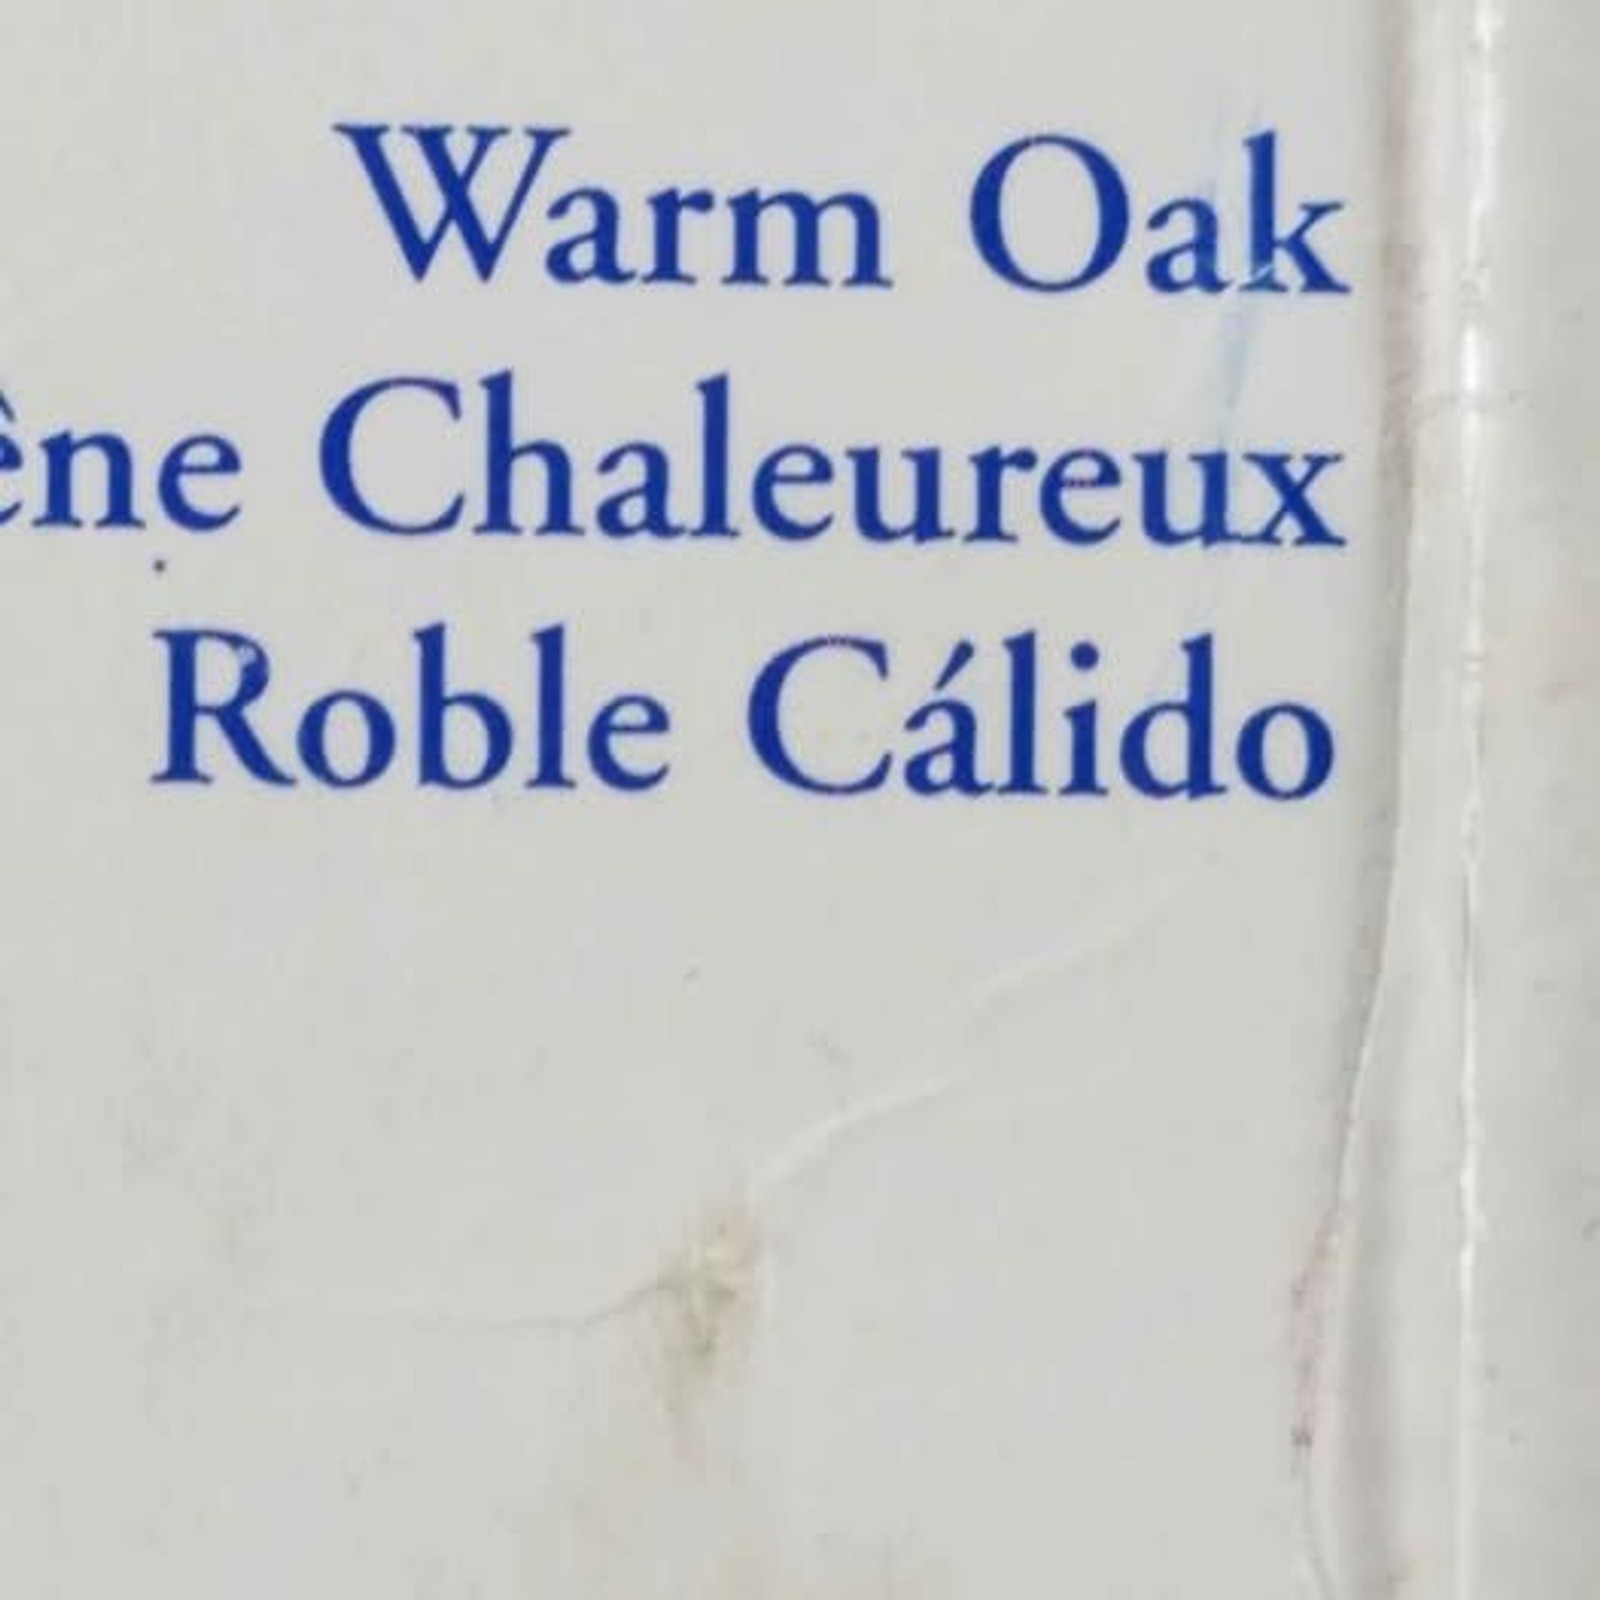 Warm Oak
êne Chaleureux
Roble Cálido